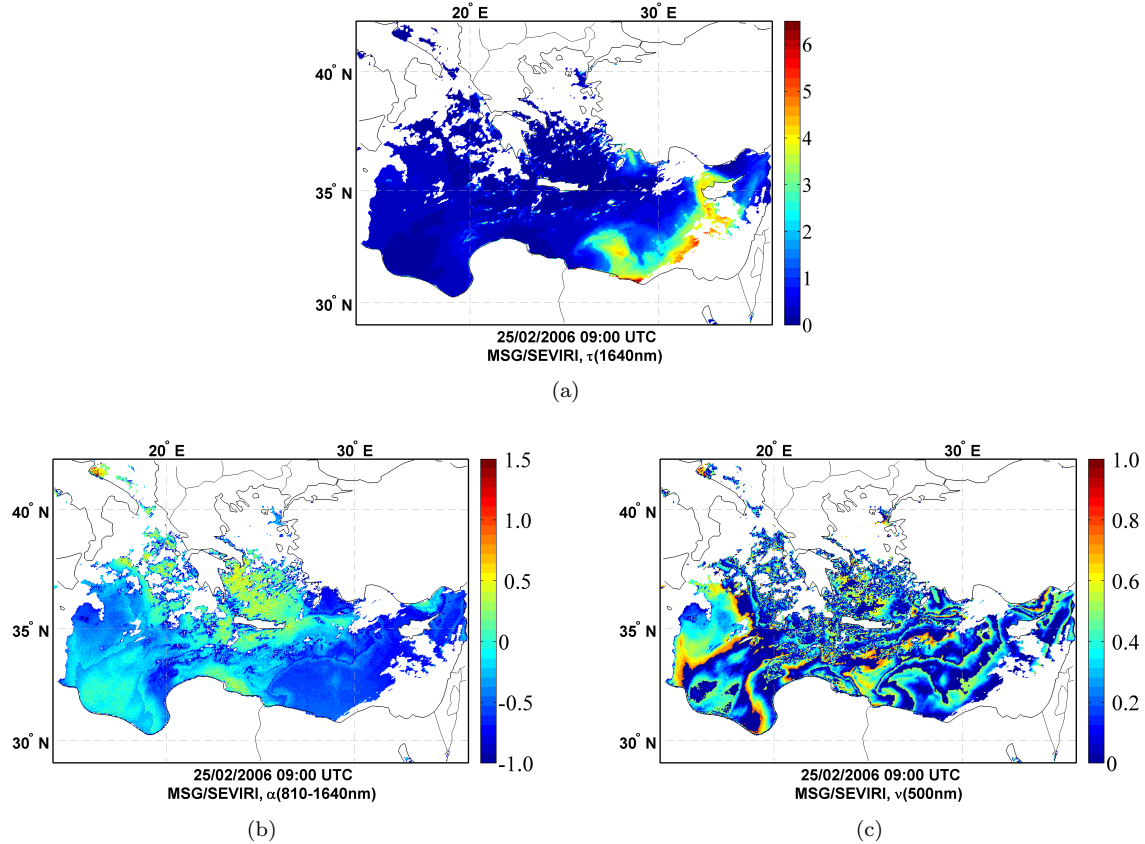 20° E 30° E
40° N
35° N
30° N
6
5
4
3
2
1
0
25/02/2006 09:00 UTC
MSG/SEVIRI, τ(1640nm)
(a)
20° E 30° E
40° N
35° N
30° N
1.5
1.0
0.5
0
-0.5
-1.0
25/02/2006 09:00 UTC
MSG/SEVIRI, α(810-1640nm)
(b)
20° E 30° E
40° N
35° N
30° N
1.0
0.8
0.6
0.4
0.2
0
25/02/2006 09:00 UTC
MSG/SEVIRI, ν(500nm)
(c)